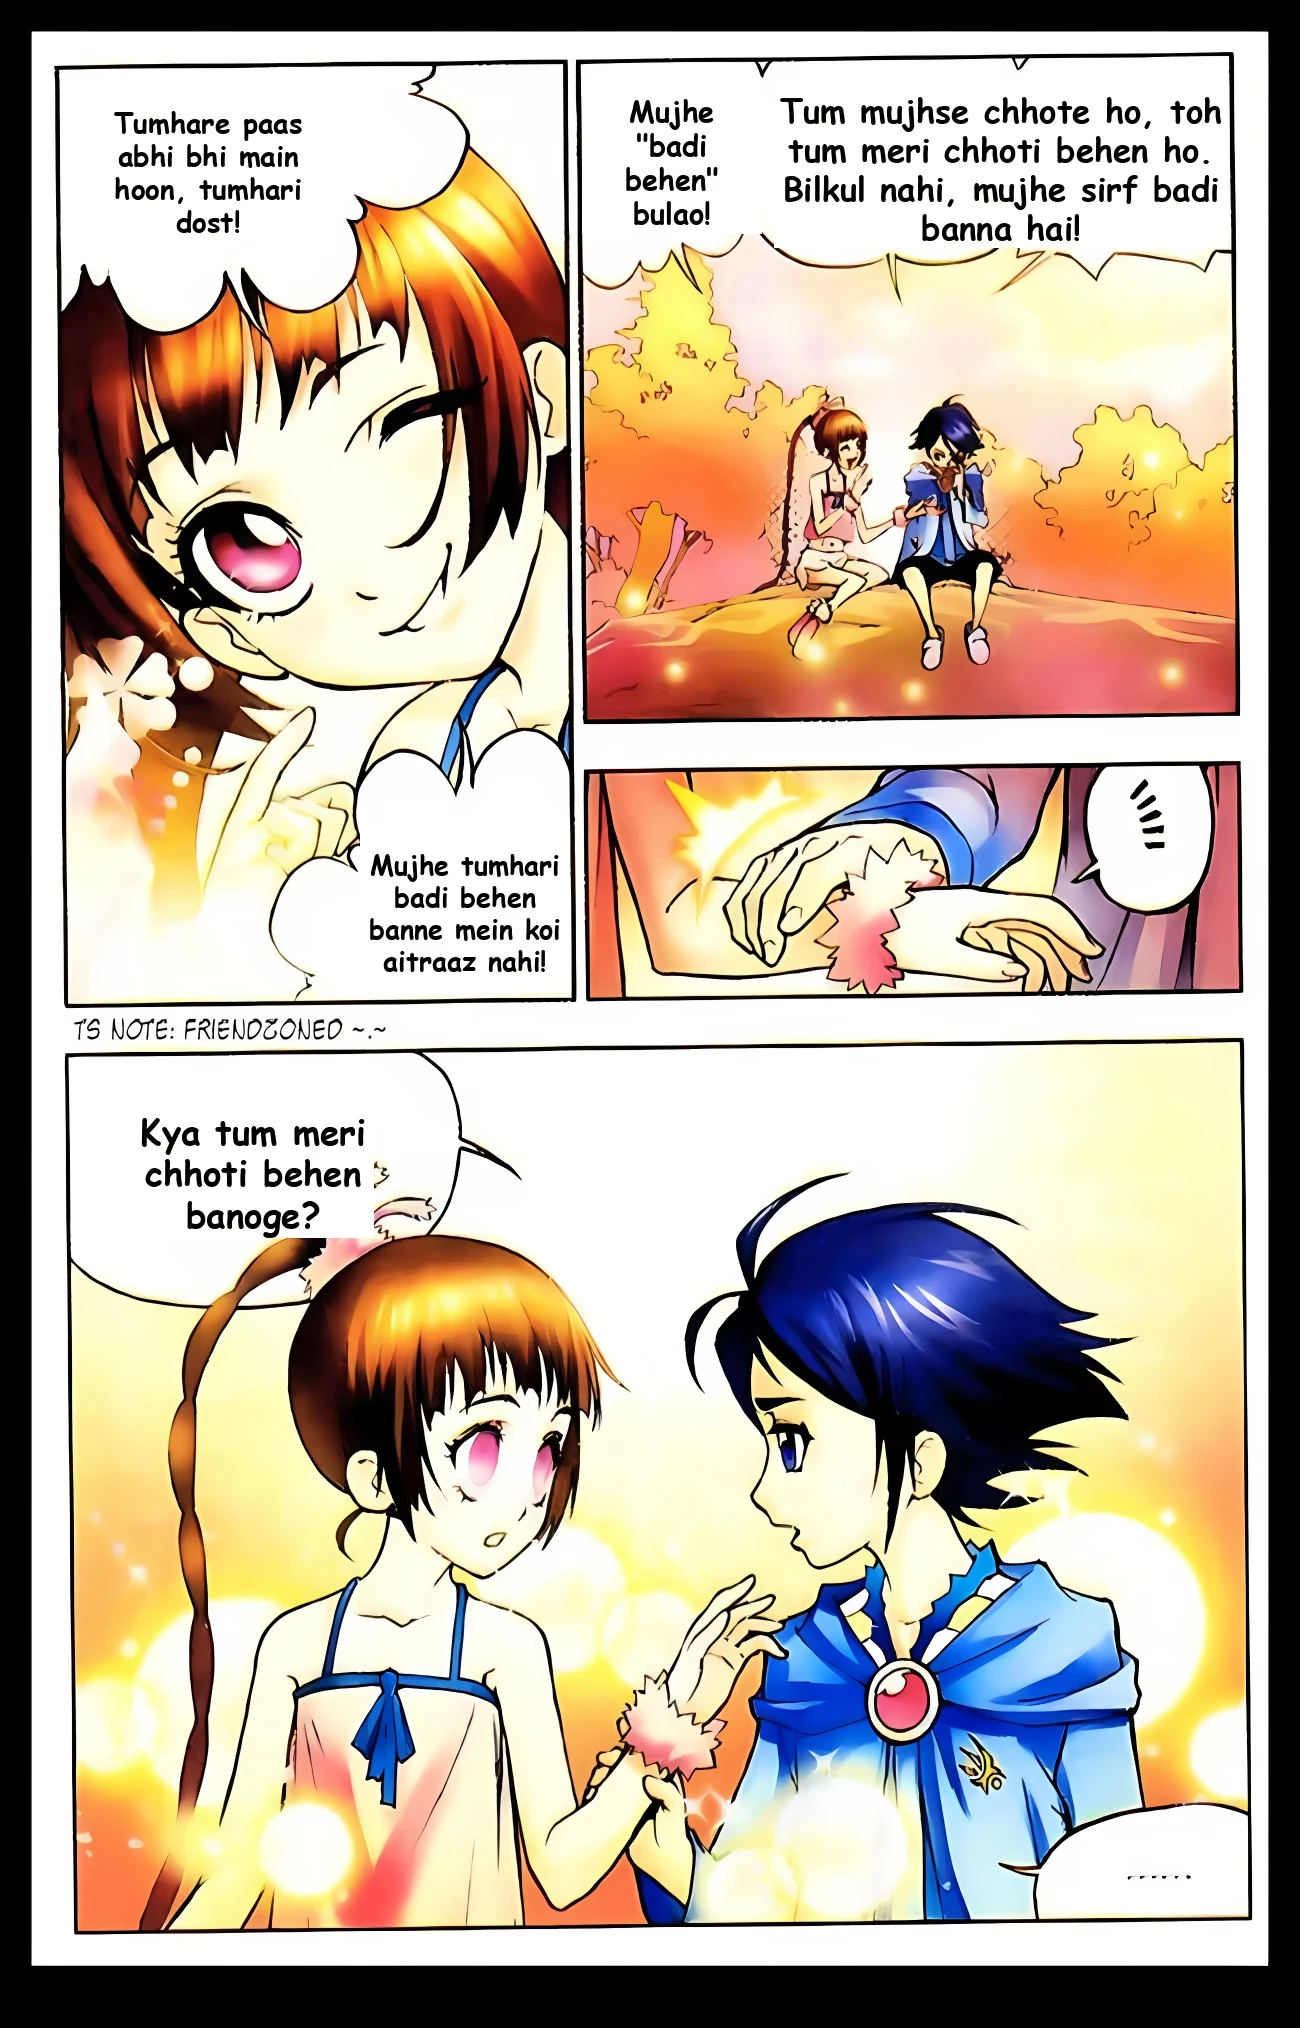 Tumhare paas
abhi bhi main
hoon, tumhari
dost!
Mujhe tumhari
badi behen
banne mein koi
aitraaz nahi!
Mujhe
"badi
behen"
bulao!
Tum mujhse chhote ho, toh
tum meri chhoti behen ho.
Bilkul nahi, mujhe sirf badi
banna hai!
TS NOTE: FRIENDZONED ~.~
Kya tum meri
chhoti behen
banoge?
.......